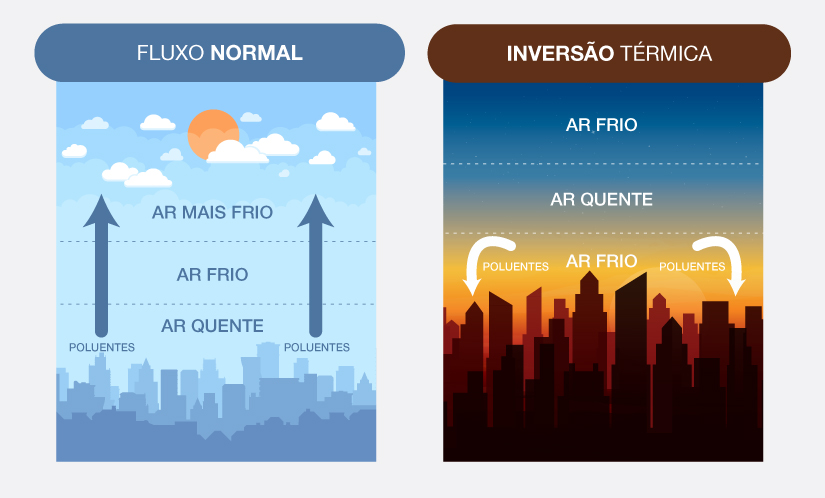 FLUXO NORMAL
AR MAIS FRIO
AR FRIO
AR QUENTE
POLUENTES
POLUENTES
INVERSÃO TÉRMICA
AR FRIO
AR QUENTE
AR FRIO
POLUENTES
POLUENTES